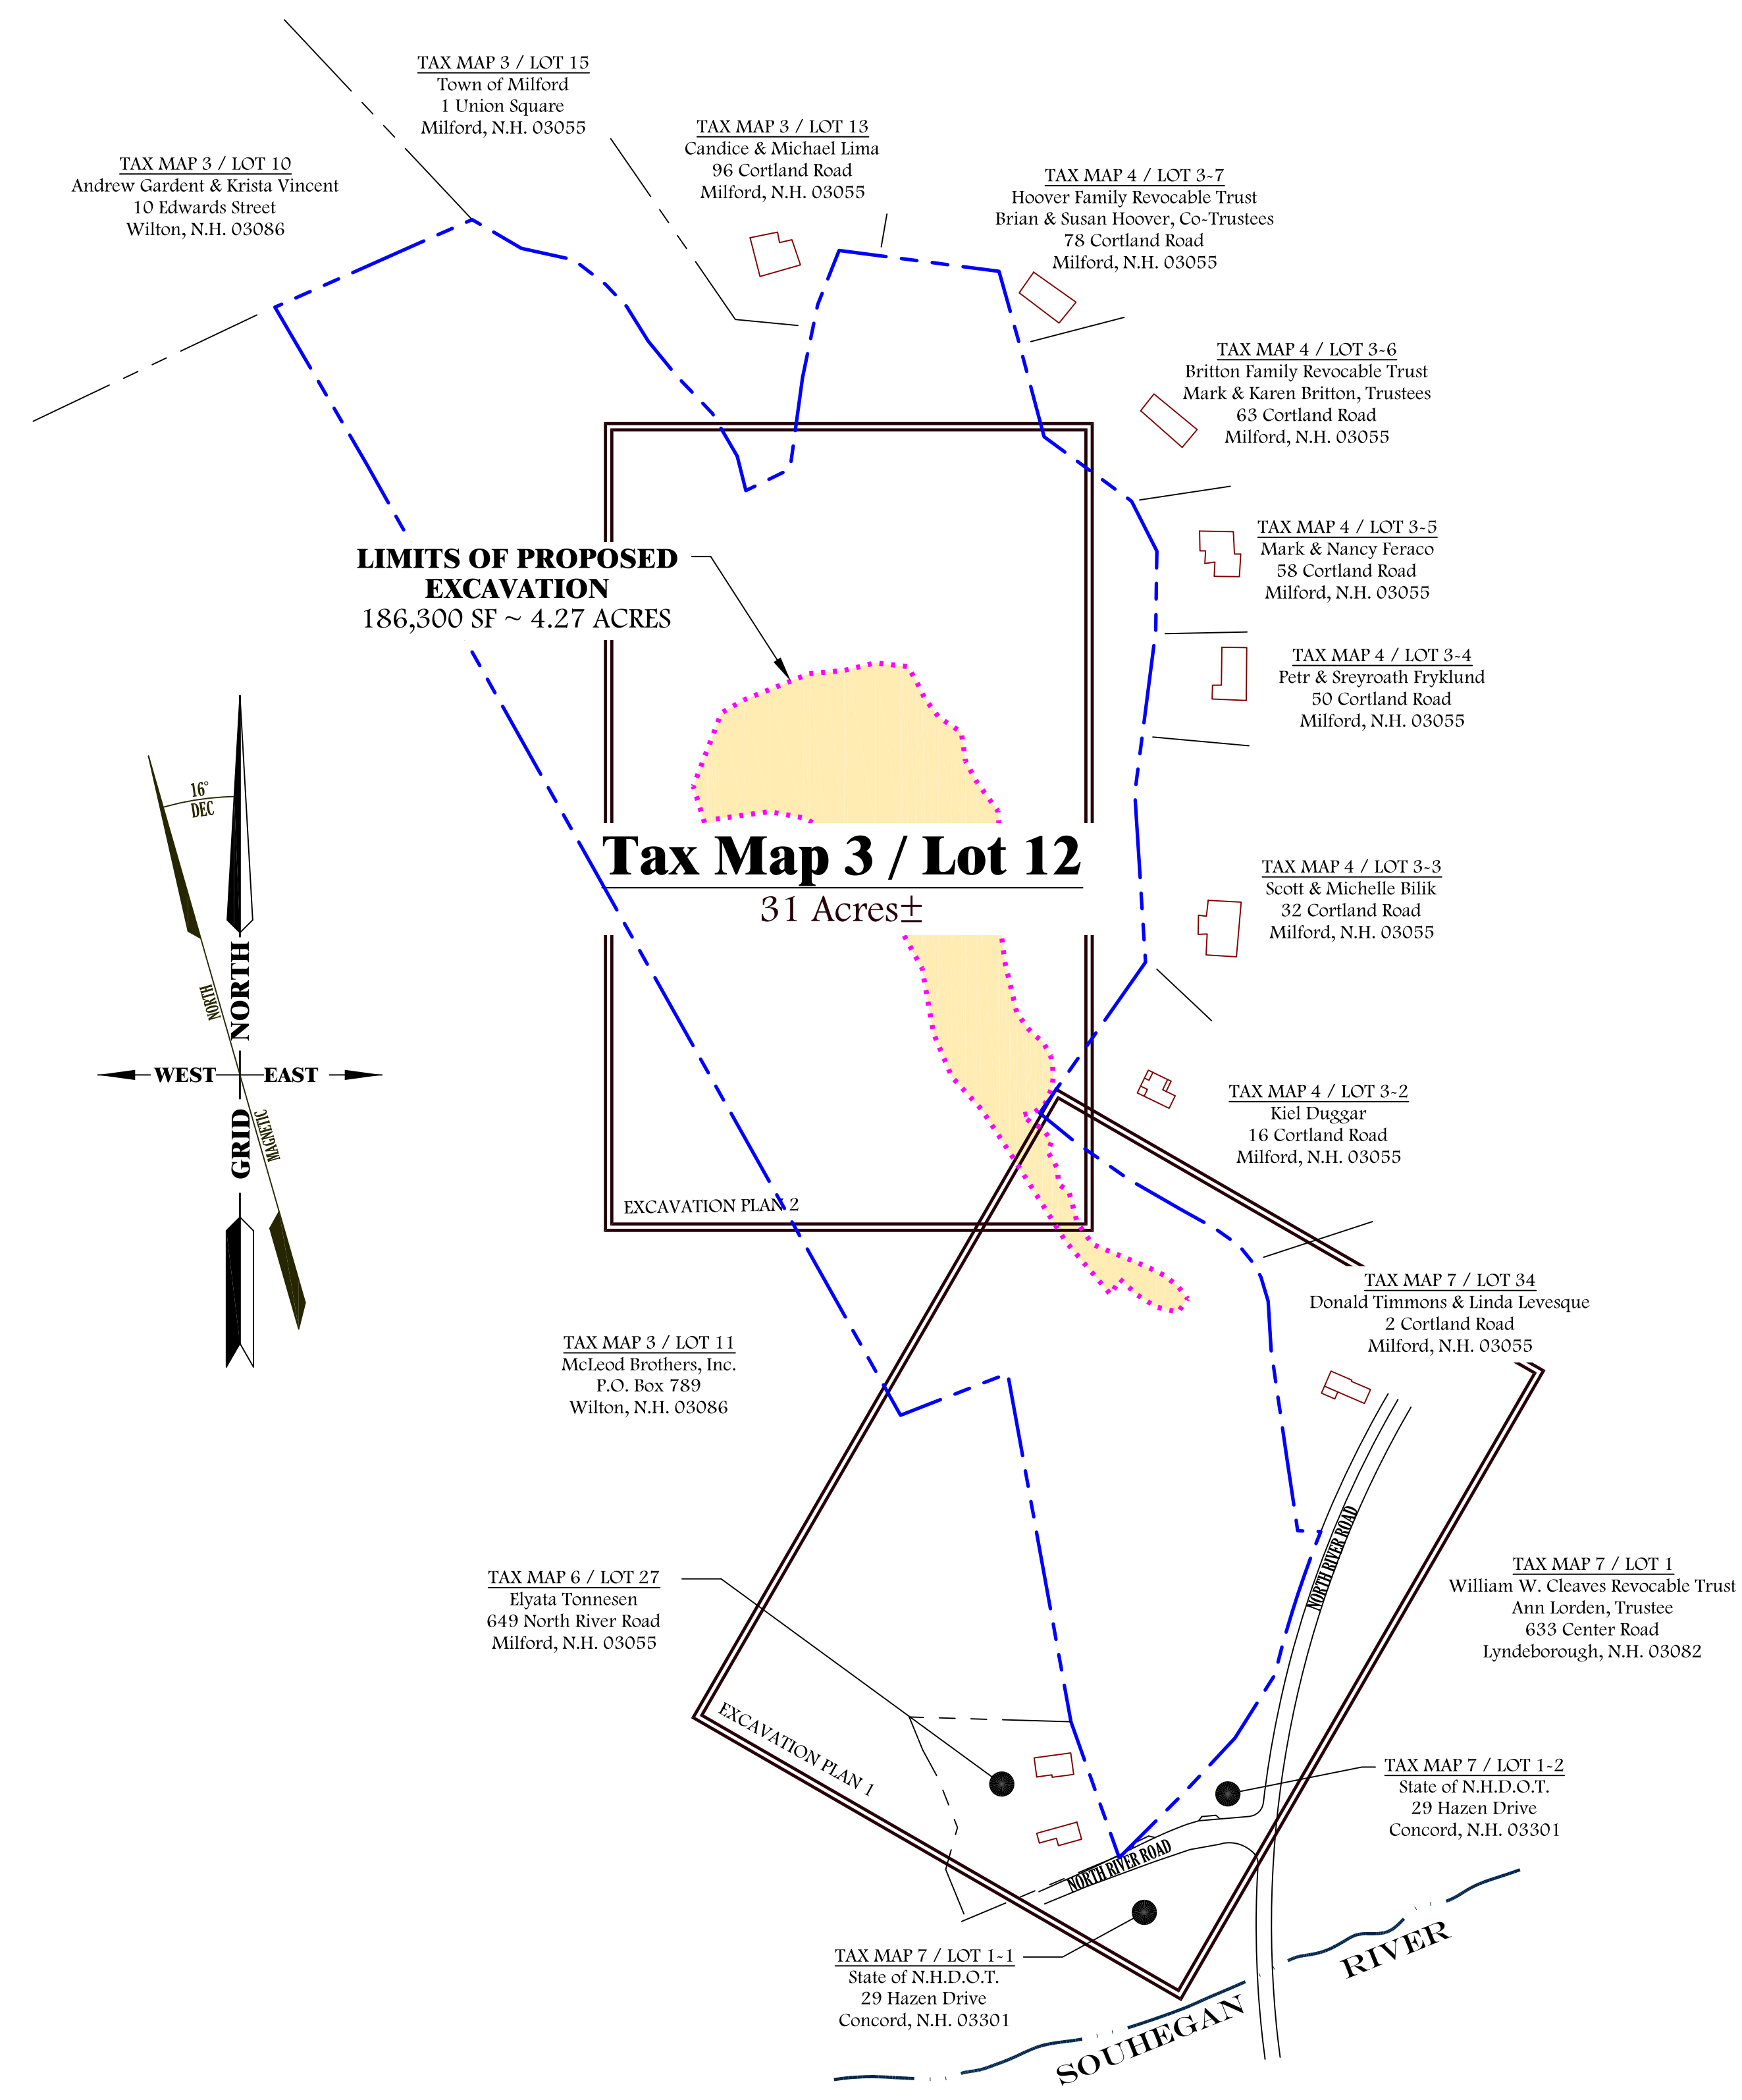 TAX MAP 3 / LOT 15
Town of Milford
1 Union Square
Milford, N.H. 03055
TAX MAP 3 / LOT 13
Candice & Michael Lima
96 Cortland Road
Milford, N.H. 03055
TAX MAP 3 / LOT 10
Andrew Gardent & Krista Vincent
10 Edwards Street
Wilton, N.H. 03086
TAX MAP 4 / LOT 3~7
Hoover Family Revocable Trust
Brian & Susan Hoover, Co-Trustees
78 Cortland Road
Milford, N.H. 03055
TAX MAP 4 / LOT 3~6
Britton Family Revocable Trust
Mark & Karen Britton, Trustees
63 Cortland Road
Milford, N.H. 03055
TAX MAP 4 / LOT 3~5
Mark & Nancy Feraco
58 Cortland Road
Milford, N.H. 03055
LIMITS OF PROPOSED
EXCAVATION
186,300 SF ~ 4.27 ACRES
TAX MAP 4 / LOT 3~4
Petr & Sreyroath Fryklund
50 Cortland Road
Milford, N.H. 03055
16°
DEC
Tax Map 3 / Lot 12
31 Acres±
TAX MAP 4 / LOT 3~3
Scott & Michelle Bilik
32 Cortland Road
Milford, N.H. 03055
NORTH
NORTH
WEST
EAST
GRID
MAGNETIC
TAX MAP 4 / LOT 3~2
Kiel Duggar
16 Cortland Road
Milford, N.H. 03055
EXCAVATION PLAN 2
TAX MAP 7 / LOT 34
Donald Timmons & Linda Levesque
2 Cortland Road
Milford, N.H. 03055
TAX MAP 3 / LOT 11
McLeod Brothers, Inc.
P.O. Box 789
Wilton, N.H. 03086
NORTH RIVER ROAD
TAX MAP 7 / LOT 1
William W. Cleaves Revocable Trust
Ann Lorden, Trustee
633 Center Road
Lyndeborough, N.H. 03082
TAX MAP 6 / LOT 27
Elyata Tonnesen
649 North River Road
Milford, N.H. 03055
EXCAVATION PLAN 1
TAX MAP 7 / LOT 1~2
State of N.H.D.O.T.
29 Hazen Drive
Concord, N.H. 03301
NORTH RIVER ROAD
TAX MAP 7 / LOT 1~1
State of N.H.D.O.T.
29 Hazen Drive
Concord, N.H. 03301
SOUHEGAN RIVER